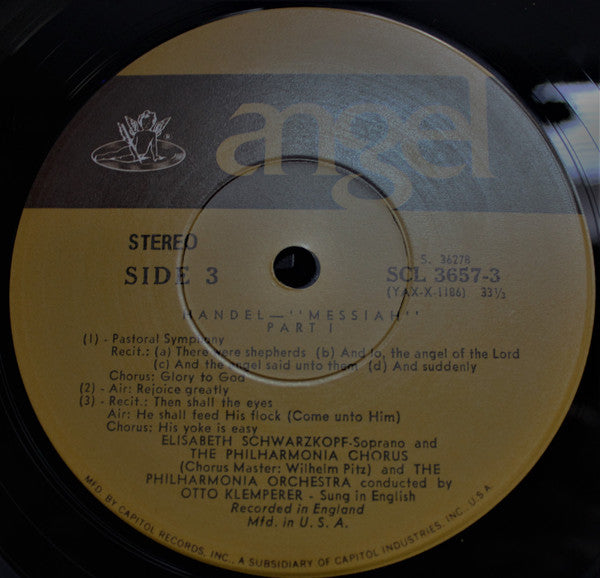 angel
®
STEREO
SIDE 3
S. 36278
SCL 3657-3
(YAX-X-1186) 33⅓
HANDEL—"MESSIAH"
PART I
(1) - Pastoral Symphony
Recit.: (a) There were shepherds (b) And lo, the angel of the Lord
(c) And the angel said unto them (d) And suddenly
Chorus: Glory to God
(2) - Air: Rejoice greatly
(3) - Recit.: Then shall the eyes
Air: He shall feed His flock (Come unto Him)
Chorus: His yoke is easy
ELISABETH SCHWARZKOPF-Soprano and
THE PHILHARMONIA CHORUS
(Chorus Master: Wilhelm Pitz) and THE
PHILHARMONIA ORCHESTRA conducted by
OTTO KLEMPERER - Sung in English
Recorded in England
Mfd. in U.S.A.
MFD. BY CAPITOL RECORDS, INC., A SUBSIDIARY OF CAPITOL INDUSTRIES, INC., U.S.A.